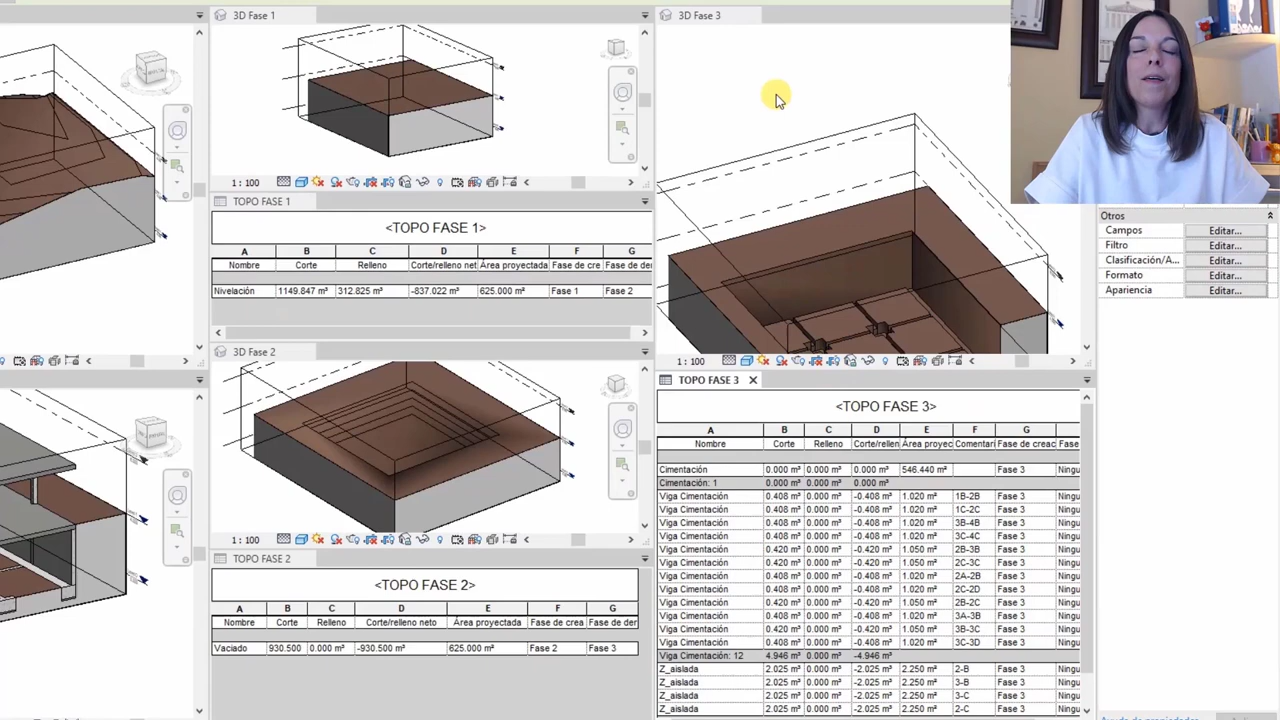 3D Fase 1
1 : 100
TOPO FASE 1
<TOPO FASE 1>
A B C D E F G
Nombre Corte Relleno Corte/relleno net Área proyectada Fase de cre Fase de der
Nivelación 1149.847 m³ 312.825 m³ -837.022 m³ 625.000 m² Fase 1 Fase 2
3D Fase 2
1 : 100
TOPO FASE 2
<TOPO FASE 2>
A B C D E F G
Nombre Corte Relleno Corte/relleno neto Área proyectada Fase de crea Fase de der
Vaciado 930.500 0.000 m³ -930.500 m³ 625.000 m² Fase 2 Fase 3
3D Fase 3
1 : 100
TOPO FASE 3
<TOPO FASE 3>
A B C D E F G
Nombre Corte Relleno Corte/rellen Área proyec Comentari Fase de creac Fase
Cimentación 0.000 m³ 0.000 m³ 0.000 m³ 546.440 m² Fase 3 Ningu
Cimentación: 1 0.000 m³ 0.000 m³ 0.000 m³
Viga Cimentación 0.408 m³ 0.000 m³ -0.408 m³ 1.020 m² 1B-2B Fase 3 Ningu
Viga Cimentación 0.408 m³ 0.000 m³ -0.408 m³ 1.020 m² 1C-2C Fase 3 Ningu
Viga Cimentación 0.408 m³ 0.000 m³ -0.408 m³ 1.020 m² 3B-4B Fase 3 Ningu
Viga Cimentación 0.408 m³ 0.000 m³ -0.408 m³ 1.020 m² 3C-4C Fase 3 Ningu
Viga Cimentación 0.420 m³ 0.000 m³ -0.420 m³ 1.050 m² 2B-3B Fase 3 Ningu
Viga Cimentación 0.420 m³ 0.000 m³ -0.420 m³ 1.050 m² 2C-3C Fase 3 Ningu
Viga Cimentación 0.408 m³ 0.000 m³ -0.408 m³ 1.020 m² 2A-2B Fase 3 Ningu
Viga Cimentación 0.408 m³ 0.000 m³ -0.408 m³ 1.020 m² 2C-2D Fase 3 Ningu
Viga Cimentación 0.420 m³ 0.000 m³ -0.420 m³ 1.050 m² 2B-2C Fase 3 Ningu
Viga Cimentación 0.408 m³ 0.000 m³ -0.408 m³ 1.020 m² 3A-3B Fase 3 Ningu
Viga Cimentación 0.420 m³ 0.000 m³ -0.420 m³ 1.050 m² 3B-3C Fase 3 Ningu
Viga Cimentación 0.408 m³ 0.000 m³ -0.408 m³ 1.020 m² 3C-3D Fase 3 Ningu
Viga Cimentación: 12 4.946 m³ 0.000 m³ -4.946 m³
Z_aislada 2.025 m³ 0.000 m³ -2.025 m³ 2.250 m² 2-B Fase 3 Ningu
Z_aislada 2.025 m³ 0.000 m³ -2.025 m³ 2.250 m² 3-B Fase 3 Ningu
Z_aislada 2.025 m³ 0.000 m³ -2.025 m³ 2.250 m² 3-C Fase 3 Ningu
Z_aislada 2.025 m³ 0.000 m³ -2.025 m³ 2.250 m² 2-C Fase 3 Ningu
Otros
Campos Editar...
Filtro Editar...
Clasificación/A... Editar...
Formato Editar...
Apariencia Editar...